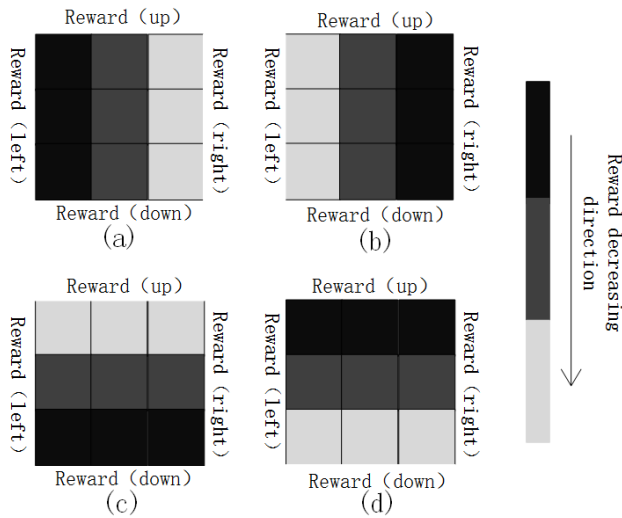 Reward (up)
Reward (left)
Reward (right)
Reward (down)
(a)
Reward (up)
Reward (left)
Reward (right)
Reward (down)
(b)
Reward (up)
Reward (left)
Reward (right)
Reward (down)
(c)
Reward (up)
Reward (left)
Reward (right)
Reward (down)
(d)
Reward decreasing
direction